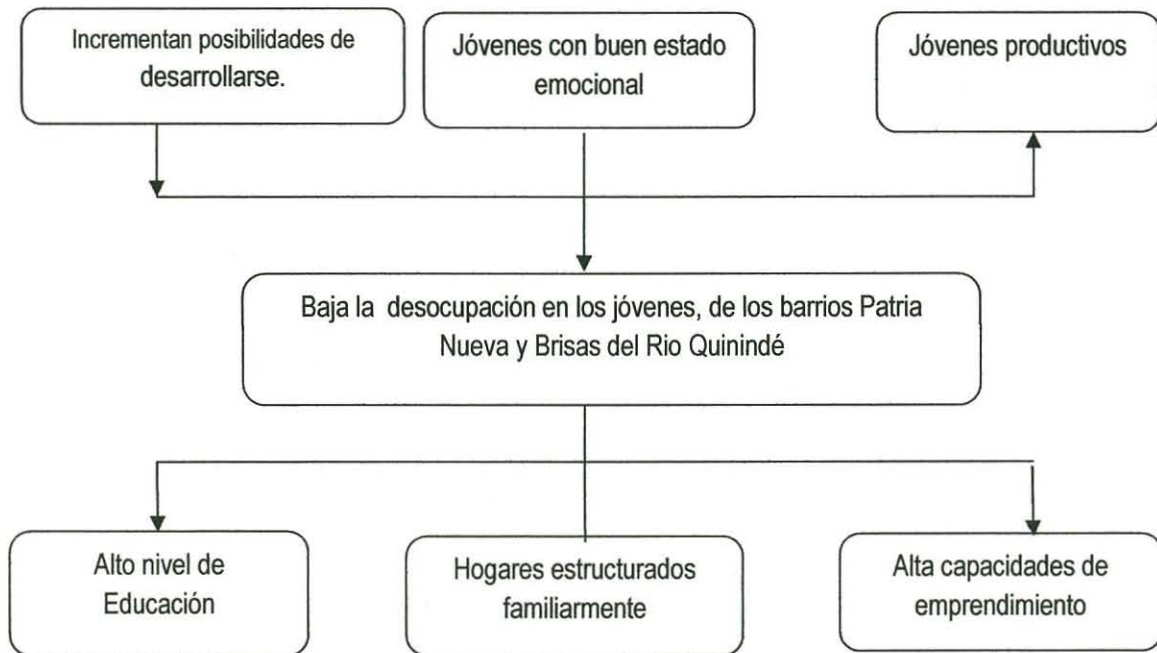 Incrementan posibilidades de
desarrollarse.
Jóvenes con buen estado
emocional
Jóvenes productivos
Baja la desocupación en los jóvenes, de los barrios Patria
Nueva y Brisas del Rio Quinindé
Alto nivel de
Educación
Hogares estructurados
familiarmente
Alta capacidades de
emprendimiento